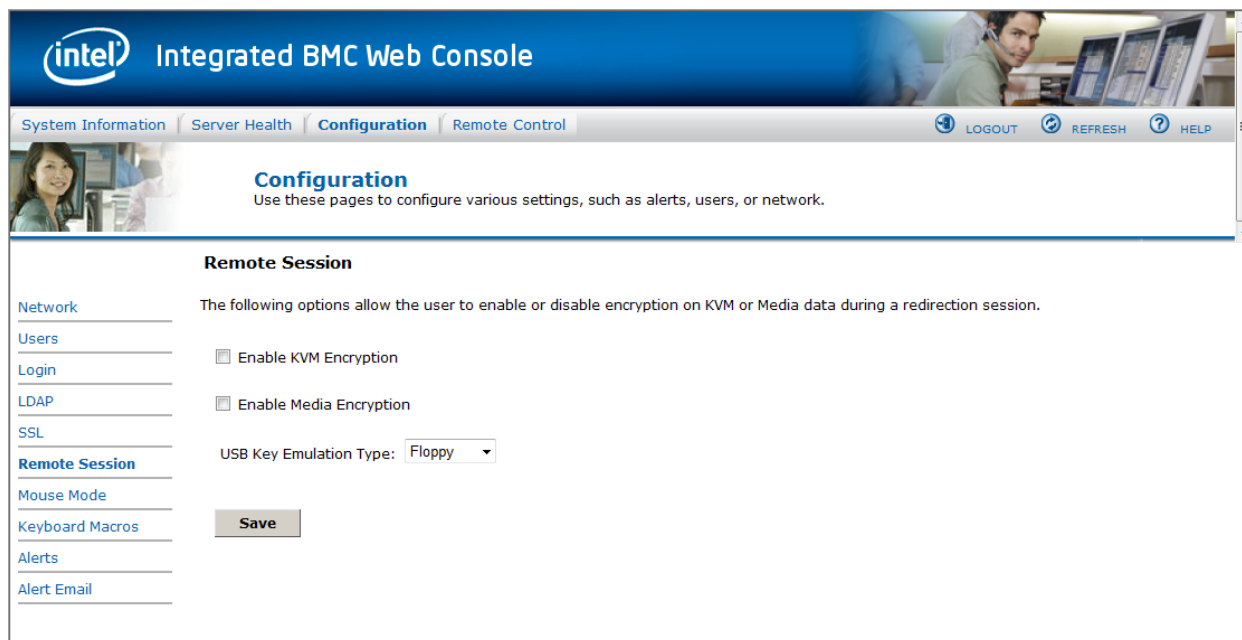 intel Integrated BMC Web Console
System Information Server Health Configuration Remote Control LOGOUT REFRESH ? HELP
Configuration
Use these pages to configure various settings, such as alerts, users, or network.
Remote Session
The following options allow the user to enable or disable encryption on KVM or Media data during a redirection session.
Network
Users
Login
LDAP
SSL
Remote Session
Mouse Mode
Keyboard Macros
Alerts
Alert Email
Enable KVM Encryption
Enable Media Encryption
USB Key Emulation Type: Floppy
Save